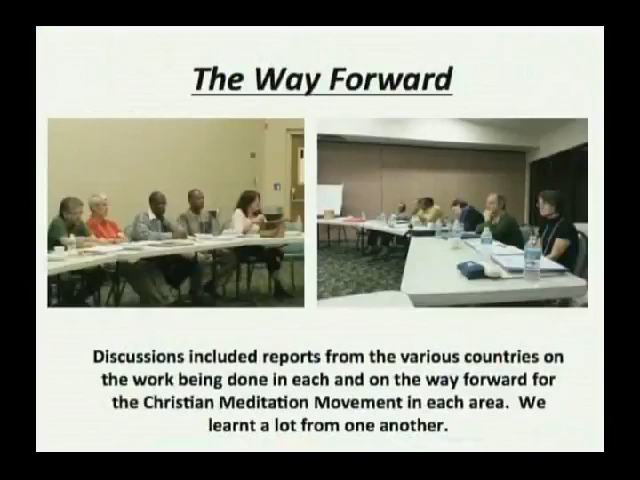 The Way Forward
Discussions included reports from the various countries on
the work being done in each and on the way forward for
the Christian Meditation Movement in each area.  We
learnt a lot from one another.